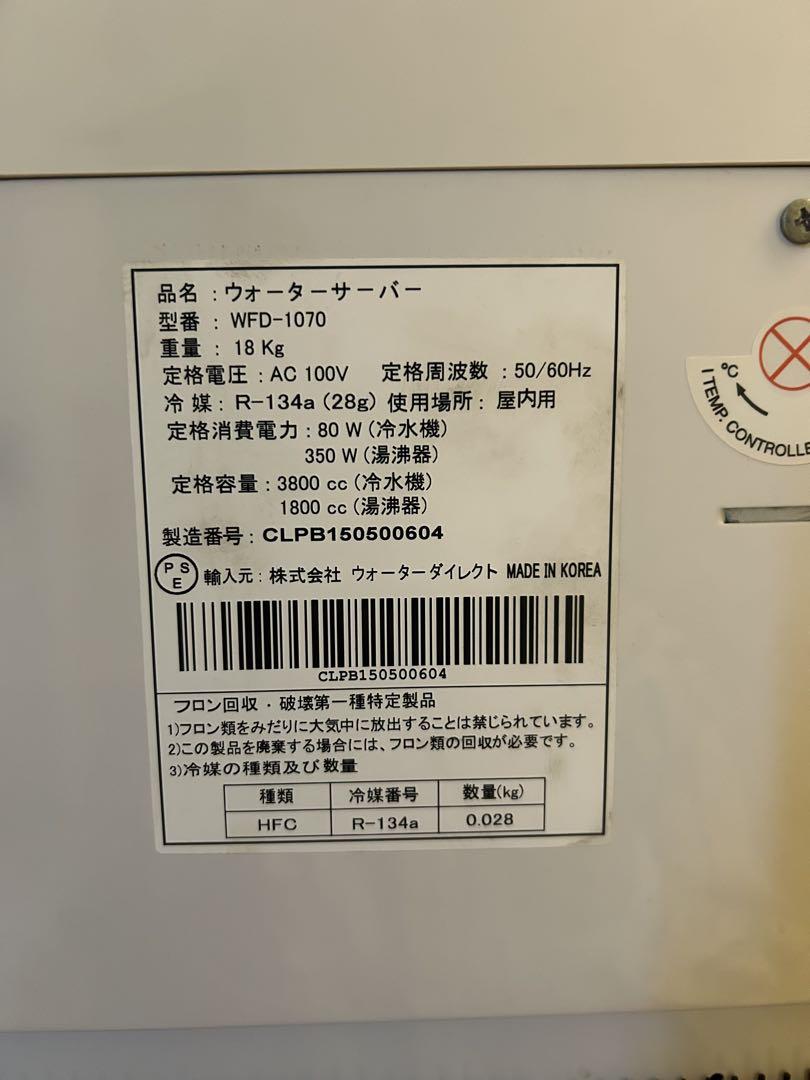 品名 : ウォーターサーバー
型番 : WFD-1070
重量 : 18 Kg
定格電圧 : AC 100V 定格周波数 : 50/60Hz
冷 媒 : R-134a (28g) 使用場所 : 屋内用
定格消費電力 : 80 W (冷水機)
350 W (湯沸器)
定格容量 : 3800 cc (冷水機)
1800 cc (湯沸器)
製造番号 : CLPB150500604
PSE 輸入元 : 株式会社 ウォーターダイレクト MADE IN KOREA
CLPB150500604
フロン回収・破壊第一種特定製品
1)フロン類をみだりに大気中に放出することは禁じられています。
2)この製品を廃棄する場合には、フロン類の回収が必要です。
3)冷媒の種類及び数量
種類 冷媒番号 数量(kg)
HFC R-134a 0.028
℃
TEMP. CONTROLLE